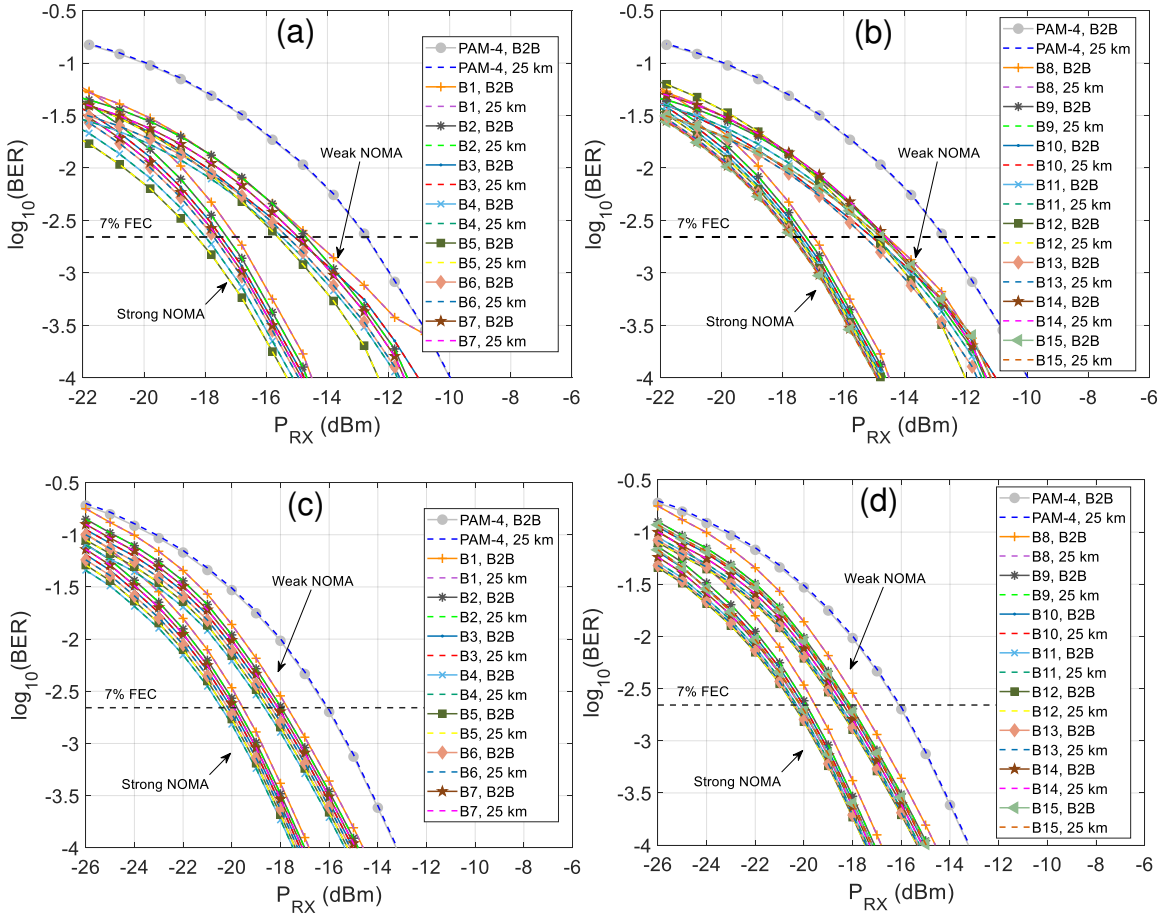 (a)
-0.5
-1
-1.5
-2
-2.5
-3
-3.5
-4
log10(BER)
-22
-20
-18
-16
-14
-12
-10
-8
-6
PRX (dBm)
7% FEC
Weak NOMA
Strong NOMA
PAM-4, B2B
PAM-4, 25 km
B1, B2B
B1, 25 km
B2, B2B
B2, 25 km
B3, B2B
B3, 25 km
B4, B2B
B4, 25 km
B5, B2B
B5, 25 km
B6, B2B
B6, 25 km
B7, B2B
B7, 25 km
(b)
-0.5
-1
-1.5
-2
-2.5
-3
-3.5
-4
log10(BER)
-22
-20
-18
-16
-14
-12
-10
-8
-6
PRX (dBm)
7% FEC
Weak NOMA
Strong NOMA
PAM-4, B2B
PAM-4, 25 km
B8, B2B
B8, 25 km
B9, B2B
B9, 25 km
B10, B2B
B10, 25 km
B11, B2B
B11, 25 km
B12, B2B
B12, 25 km
B13, B2B
B13, 25 km
B14, B2B
B14, 25 km
B15, B2B
B15, 25 km
(c)
-0.5
-1
-1.5
-2
-2.5
-3
-3.5
-4
log10(BER)
-26
-24
-22
-20
-18
-16
-14
-12
-10
-8
-6
PRX (dBm)
7% FEC
Weak NOMA
Strong NOMA
PAM-4, B2B
PAM-4, 25 km
B1, B2B
B1, 25 km
B2, B2B
B2, 25 km
B3, B2B
B3, 25 km
B4, B2B
B4, 25 km
B5, B2B
B5, 25 km
B6, B2B
B6, 25 km
B7, B2B
B7, 25 km
(d)
-0.5
-1
-1.5
-2
-2.5
-3
-3.5
-4
log10(BER)
-26
-24
-22
-20
-18
-16
-14
-12
-10
-8
-6
PRX (dBm)
7% FEC
Weak NOMA
Strong NOMA
PAM-4, B2B
PAM-4, 25 km
B8, B2B
B8, 25 km
B9, B2B
B9, 25 km
B10, B2B
B10, 25 km
B11, B2B
B11, 25 km
B12, B2B
B12, 25 km
B13, B2B
B13, 25 km
B14, B2B
B14, 25 km
B15, B2B
B15, 25 km